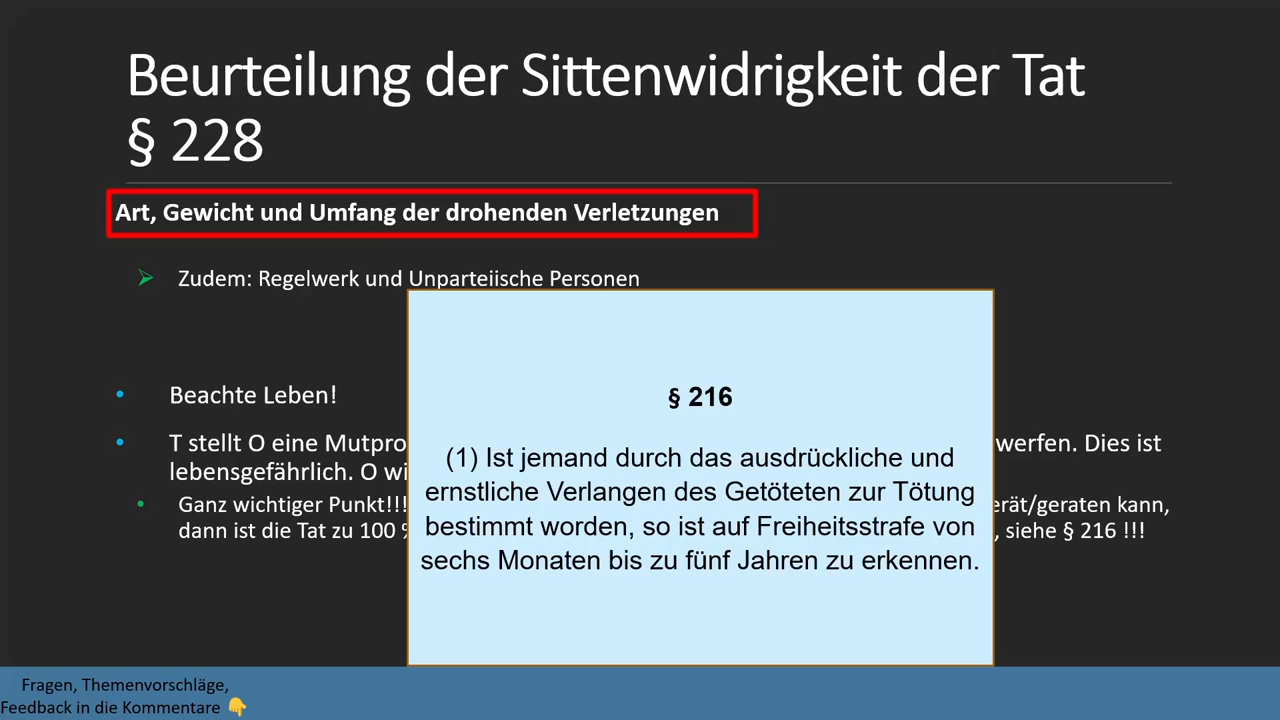 Beurteilung der Sittenwidrigkeit der Tat
§ 228
Art, Gewicht und Umfang der drohenden Verletzungen
Zudem: Regelwerk und Unparteiische Personen
Beachte Leben!
T stellt O eine Mutpro werfen. Dies ist
lebensgefährlich. O wi
Ganz wichtiger Punkt!!! erät/geraten kann,
dann ist die Tat zu 100 , siehe § 216 !!!
§ 216
(1) Ist jemand durch das ausdrückliche und
ernstliche Verlangen des Getöteten zur Tötung
bestimmt worden, so ist auf Freiheitsstrafe von
sechs Monaten bis zu fünf Jahren zu erkennen.
Fragen, Themenvorschläge,
Feedback in die Kommentare 👇